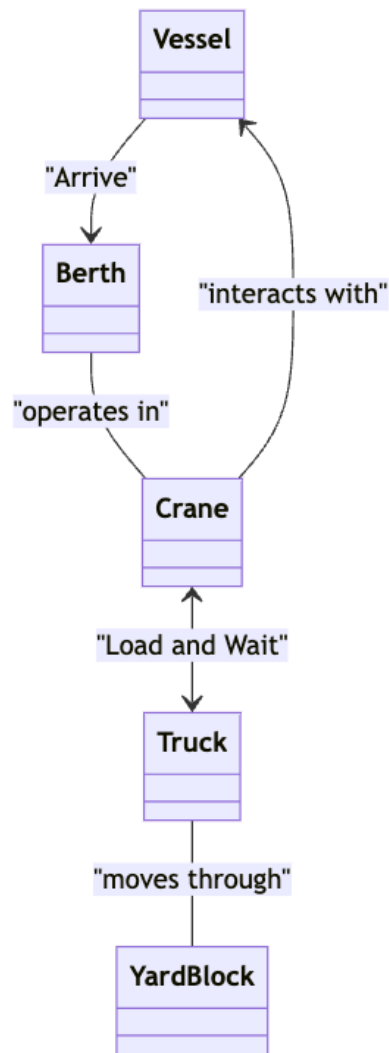 Vessel
"Arrive"
Berth
"interacts with"
"operates in"
Crane
"Load and Wait"
Truck
"moves through"
YardBlock